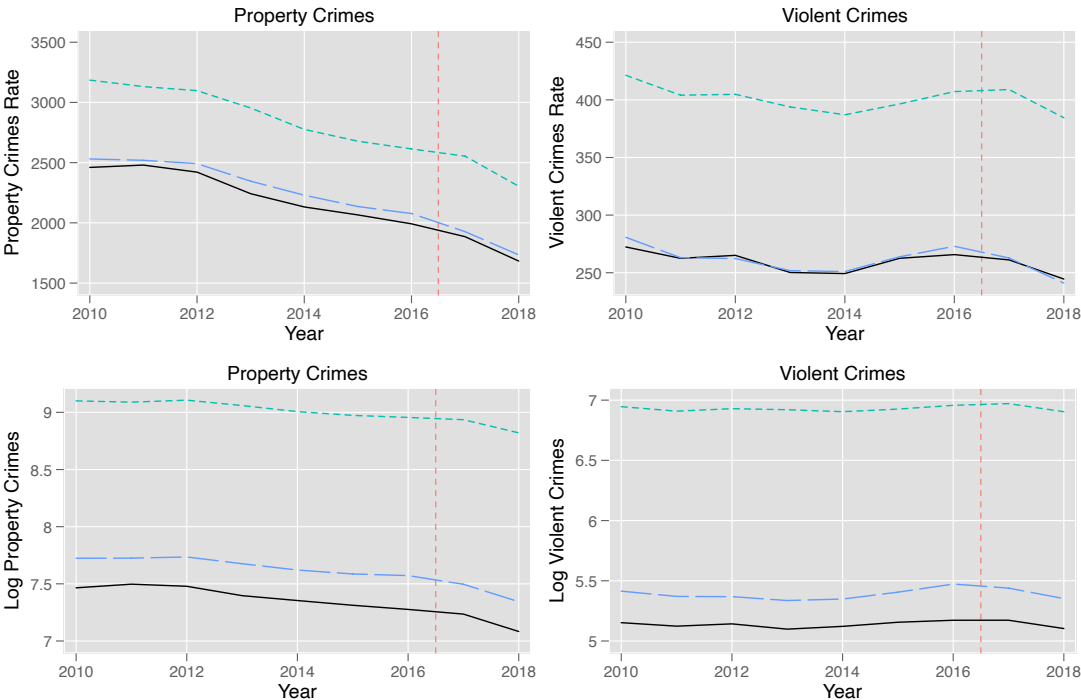 Property Crimes
Property Crimes Rate
3500
3000
2500
2000
1500
2010 2012 2014 2016 2018
Year
Violent Crimes
Violent Crimes Rate
450
400
350
300
250
2010 2012 2014 2016 2018
Year
Property Crimes
Log Property Crimes
9
8.5
8
7.5
7
2010 2012 2014 2016 2018
Year
Violent Crimes
Log Violent Crimes
7
6.5
6
5.5
5
2010 2012 2014 2016 2018
Year